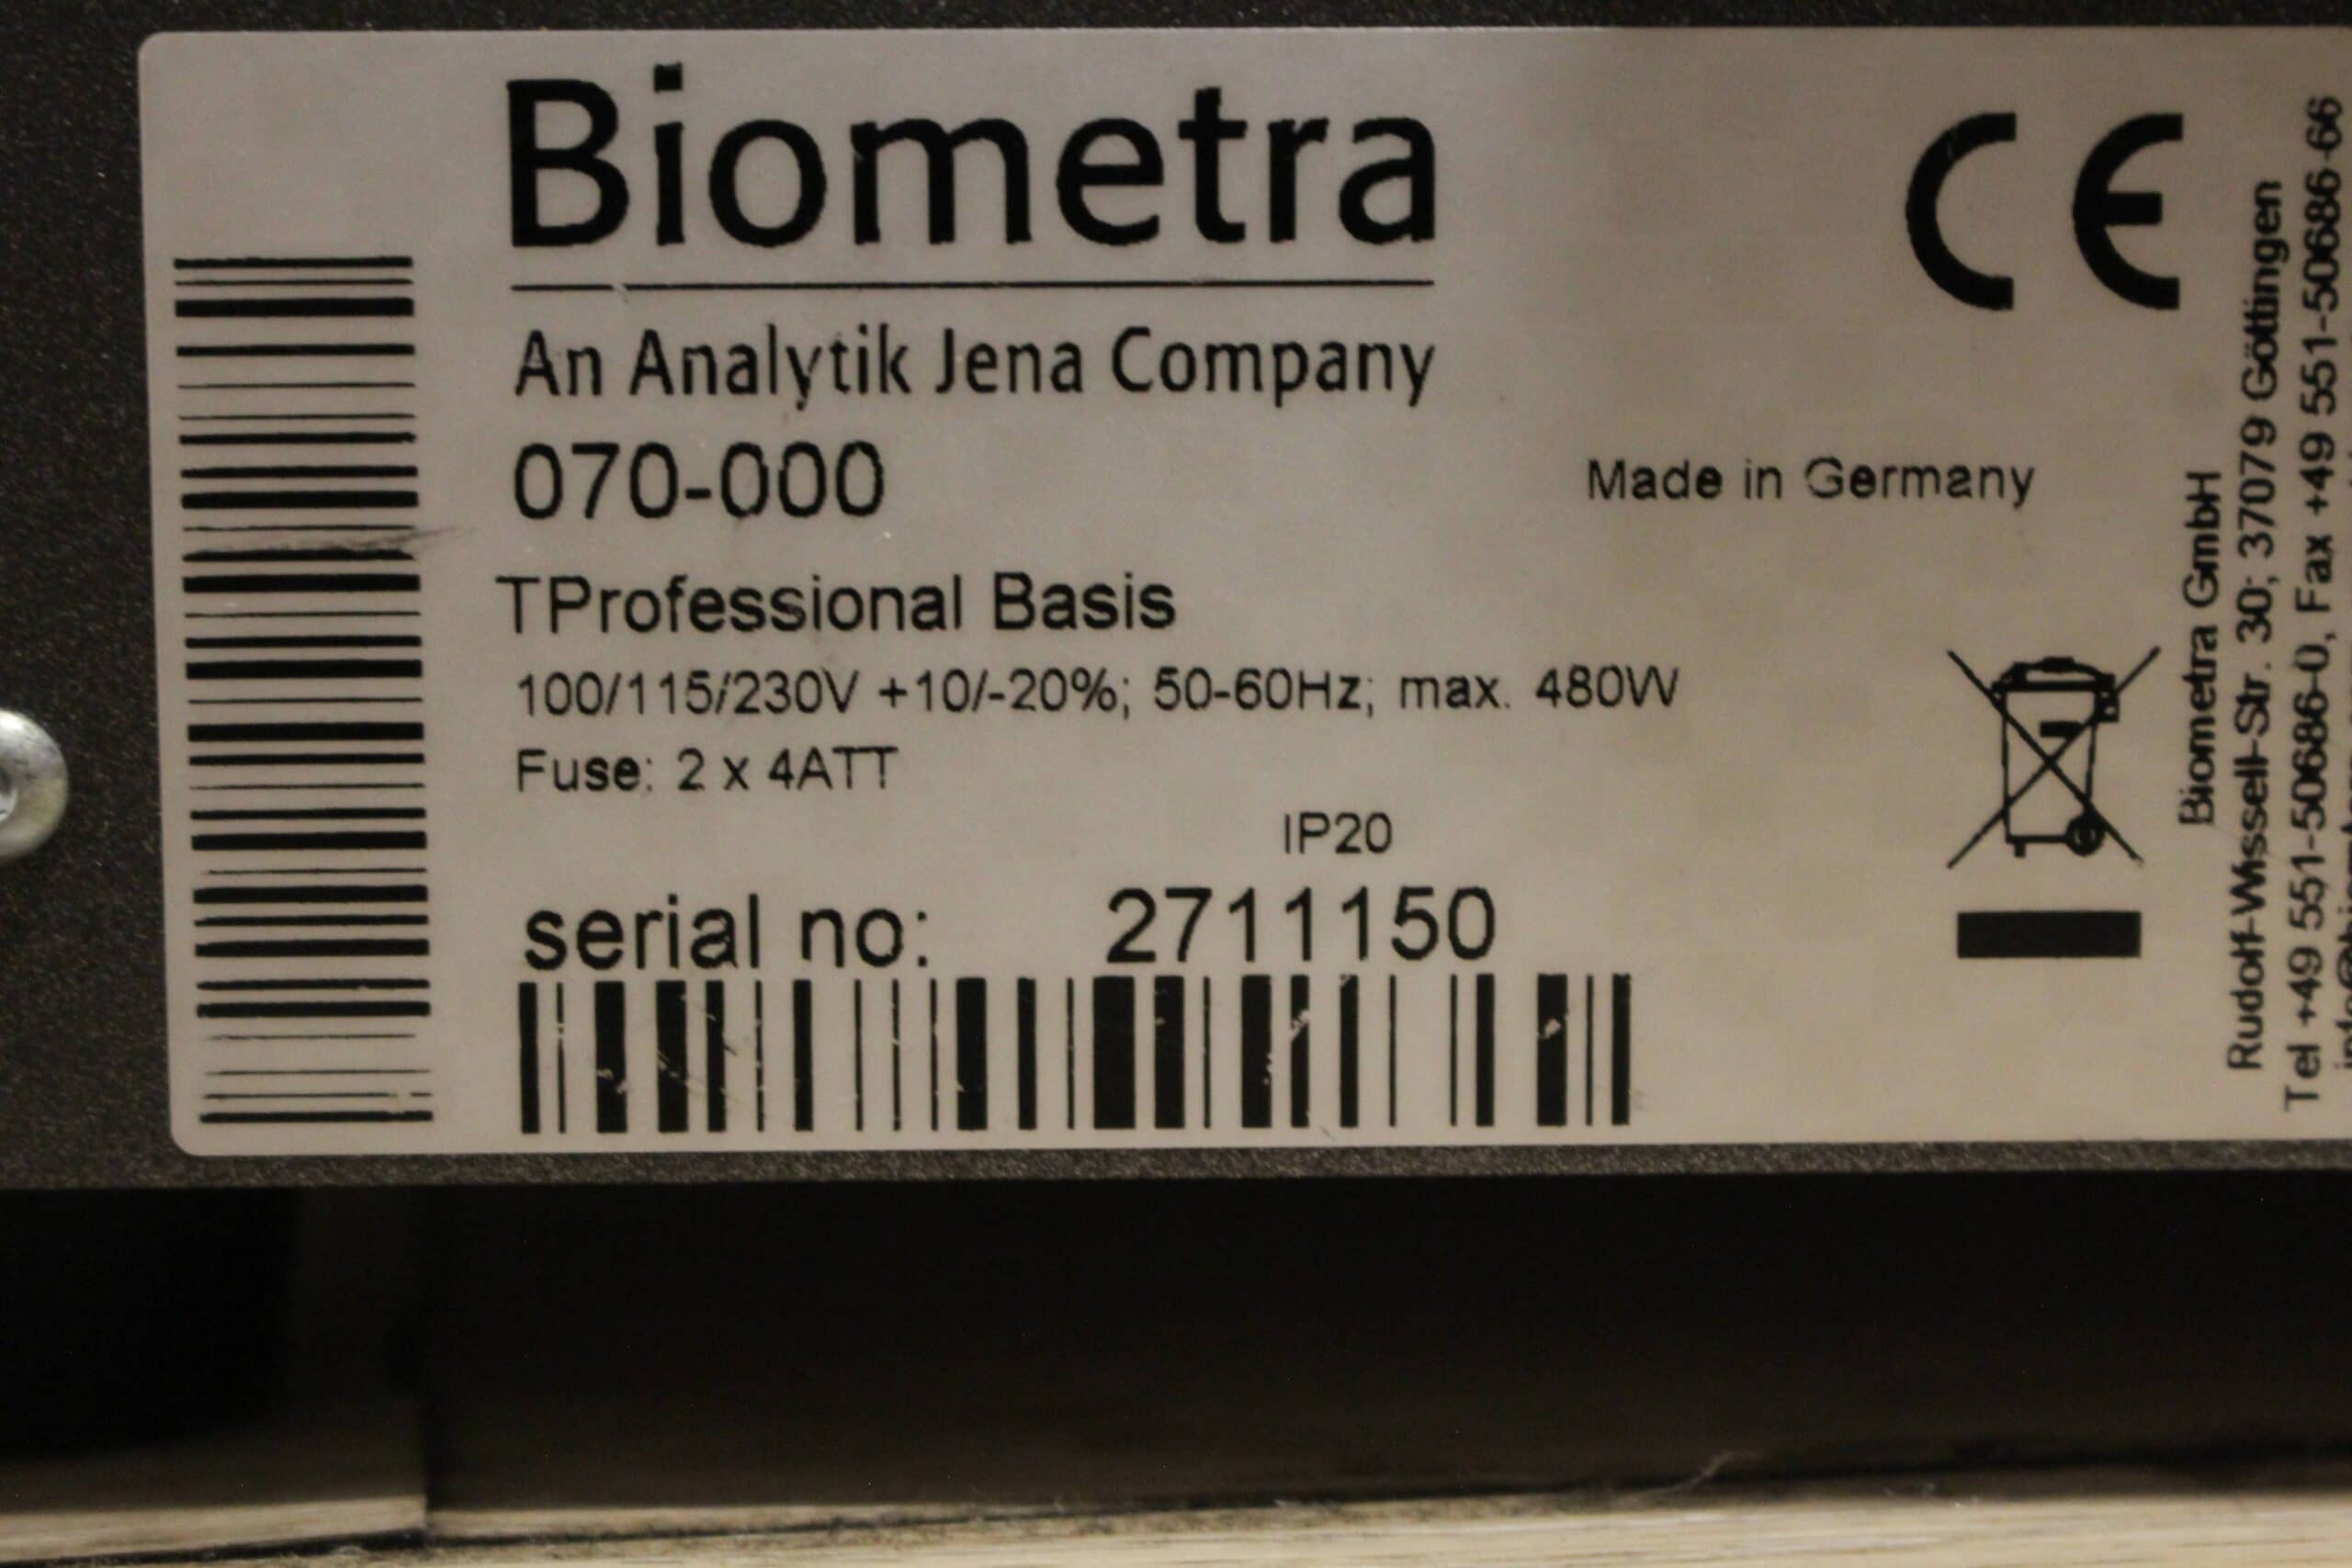 Biometra
An Analytik Jena Company
070-000
Made in Germany
TProfessional Basis
100/115/230V +10/-20%; 50-60Hz; max. 480W
Fuse: 2 x 4ATT
IP20
serial no: 2711150
CE
Biometra GmbH
Rudolf-Wissell-Str. 30; 37079 Göttingen
Tel +49 551-50686-0, Fax +49 551-50686-66